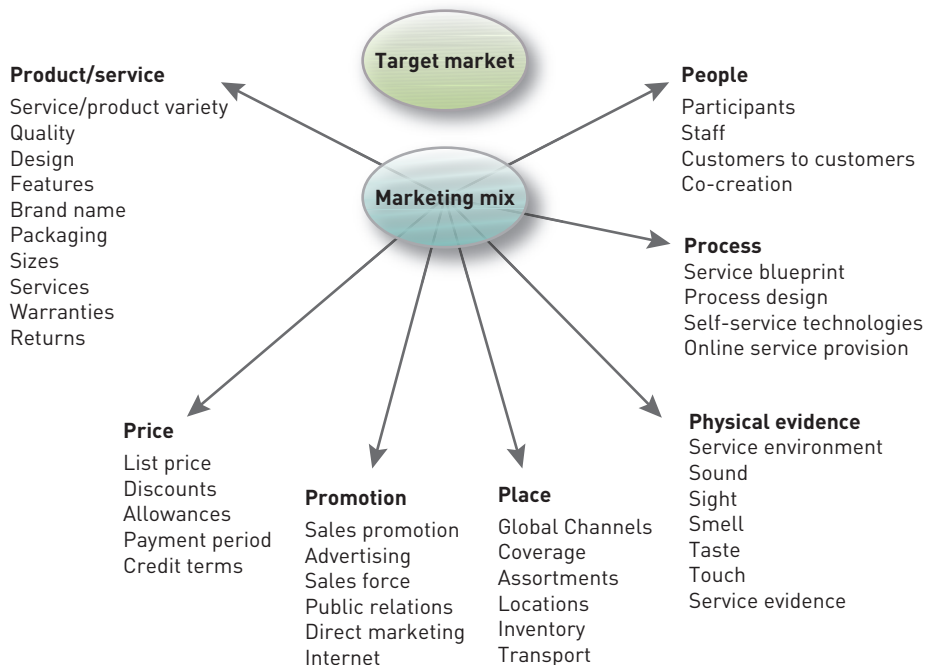 Target market
Marketing mix
Product/service
Service/product variety
Quality
Design
Features
Brand name
Packaging
Sizes
Services
Warranties
Returns
Price
List price
Discounts
Allowances
Payment period
Credit terms
Promotion
Sales promotion
Advertising
Sales force
Public relations
Direct marketing
Internet
Place
Global Channels
Coverage
Assortments
Locations
Inventory
Transport
People
Participants
Staff
Customers to customers
Co-creation
Process
Service blueprint
Process design
Self-service technologies
Online service provision
Physical evidence
Service environment
Sound
Sight
Smell
Taste
Touch
Service evidence